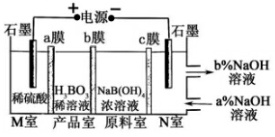 + 电源 −
石墨 a膜 b膜 c膜 石墨
b%NaOH
溶液
稀硫酸
H₃BO₃
稀溶液
NaB(OH)₄
浓溶液
a%NaOH
溶液
M室 产品室 原料室 N室